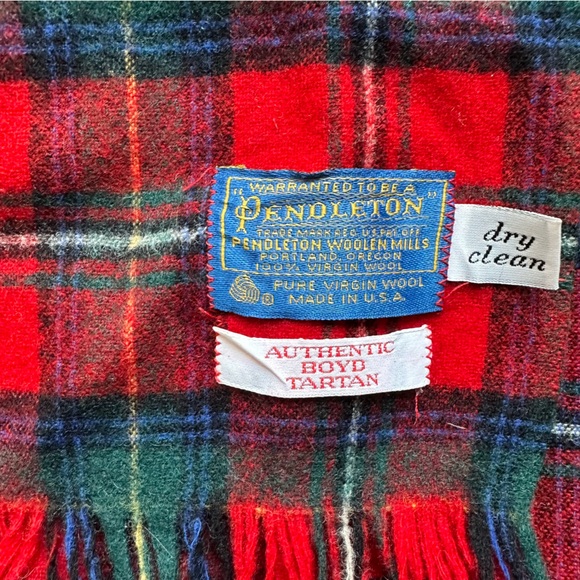 "WARRANTED TO BE A
PENDLETON"
TRADE MARK REG. U.S. PAT. OFF.
PENDLETON WOOLEN MILLS
PORTLAND, OREGON
100% VIRGIN WOOL
® PURE VIRGIN WOOL
MADE IN U.S.A.
dry
clean
AUTHENTIC
BOYD
TARTAN